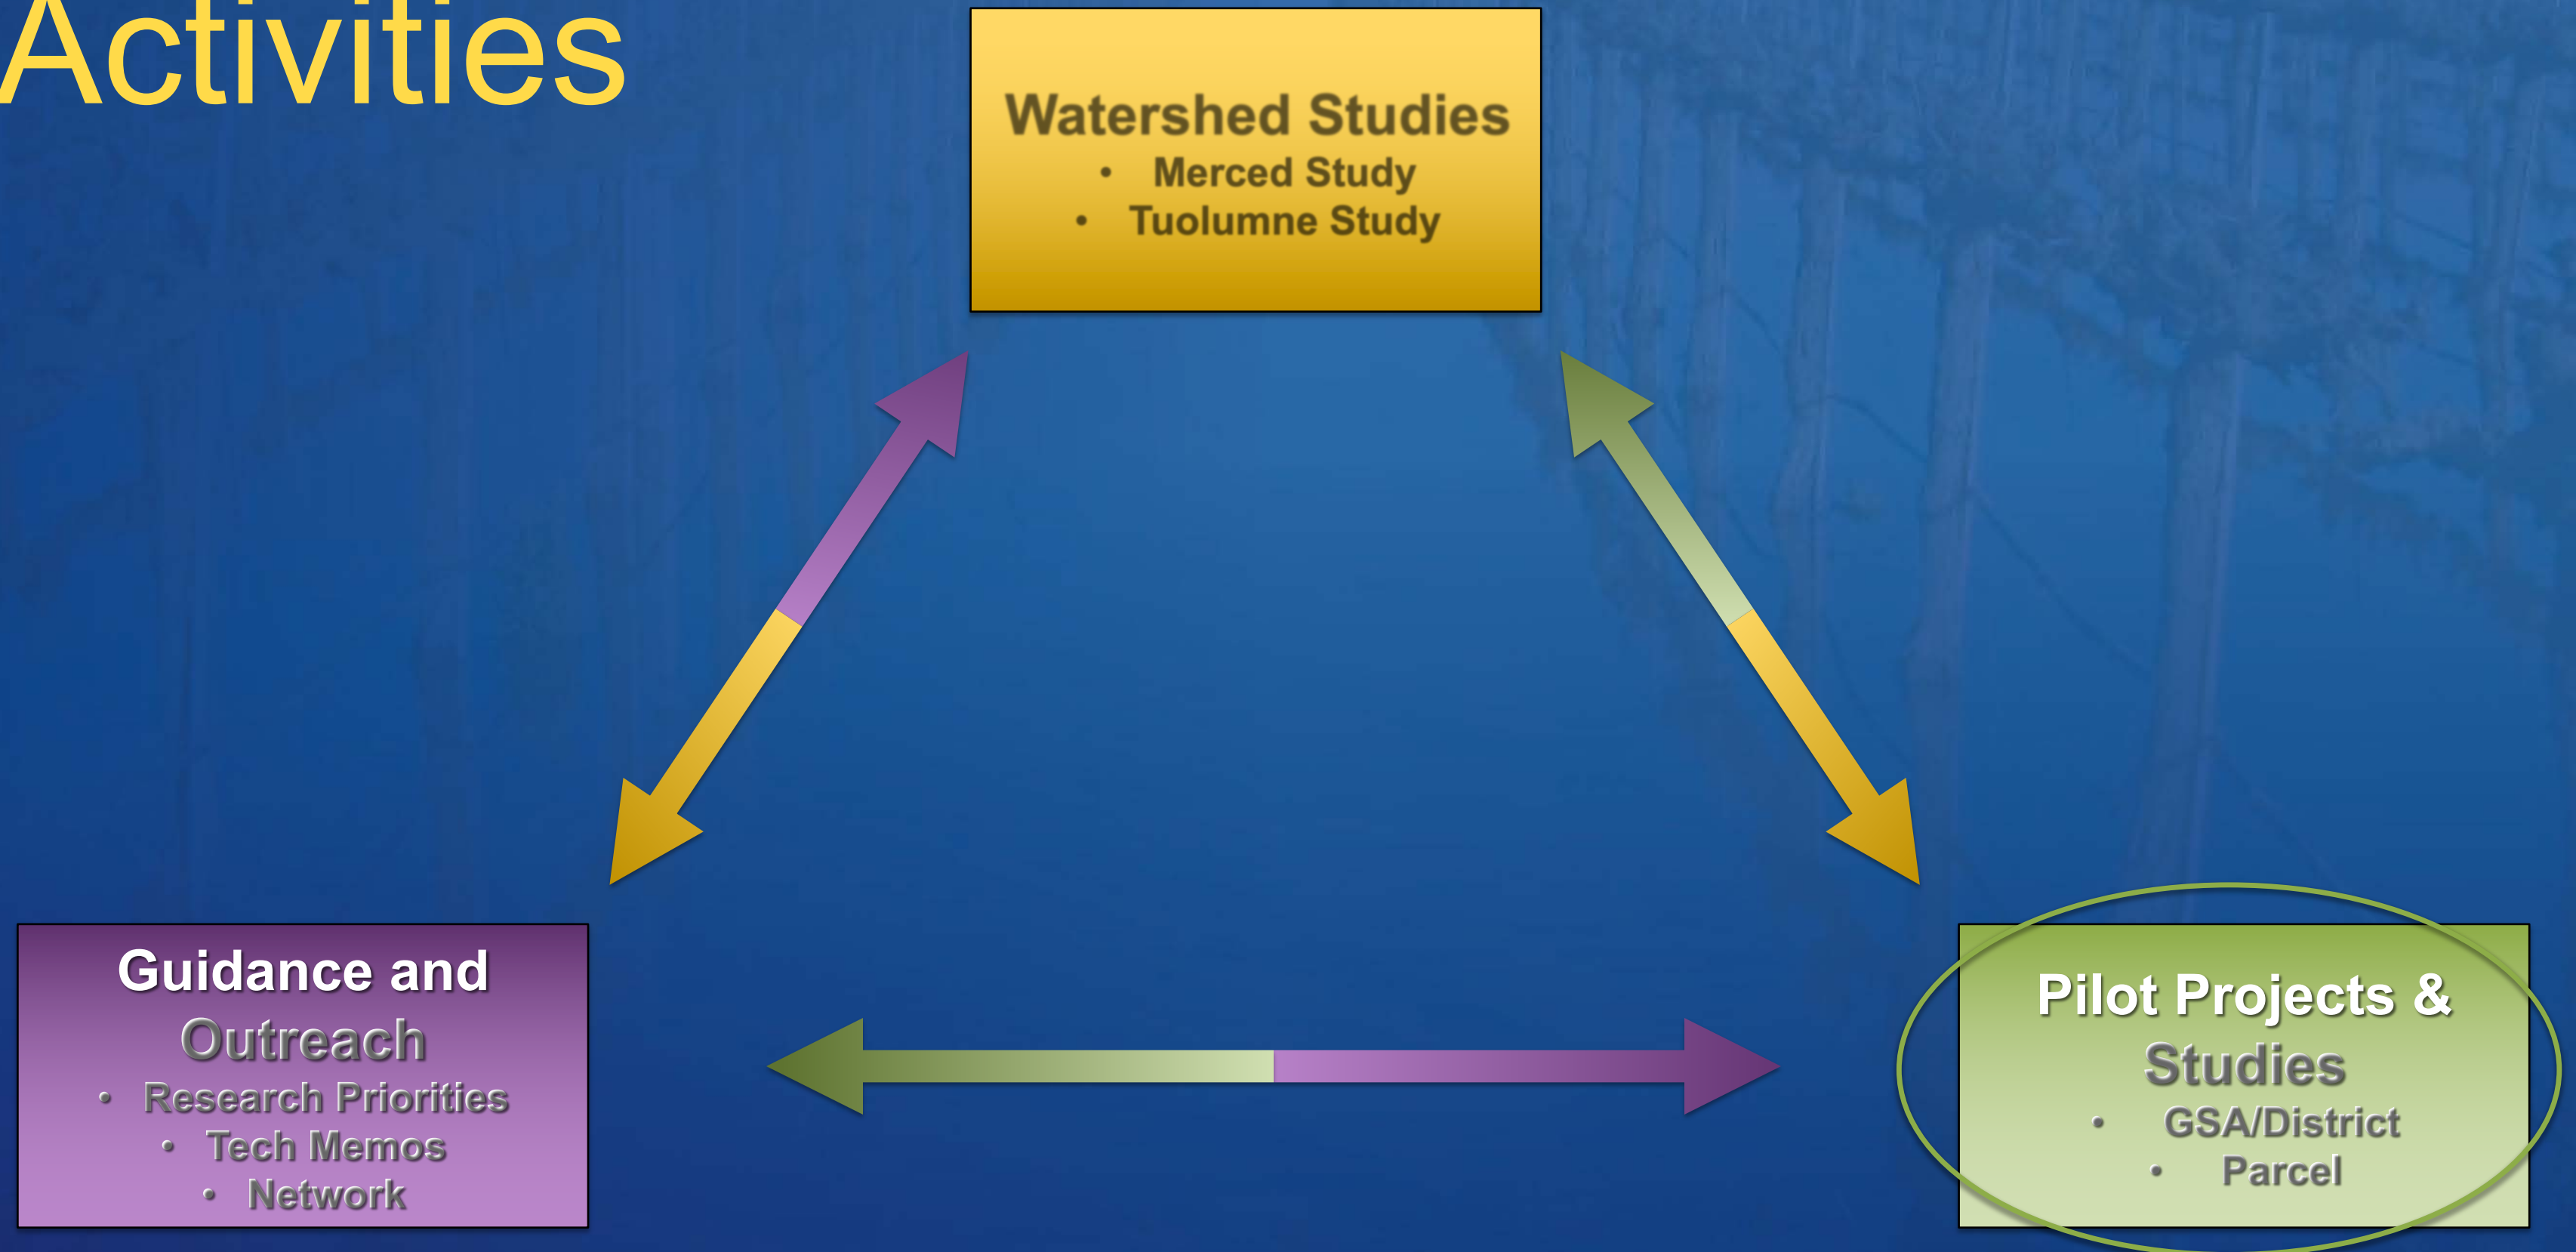 Activities
Watershed Studies
• Merced Study
• Tuolumne Study
Guidance and
Outreach
• Research Priorities
• Tech Memos
• Network
Pilot Projects &
Studies
• GSA/District
• Parcel